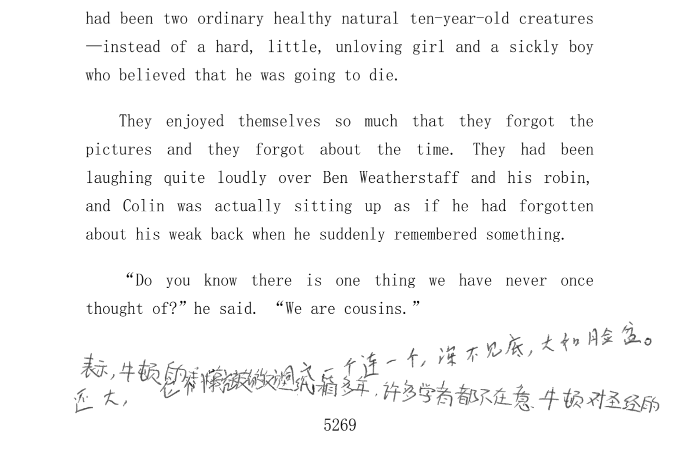 had been two ordinary healthy natural ten-year-old creatures
—instead of a hard, little, unloving girl and a sickly boy
who believed that he was going to die.
They enjoyed themselves so much that they forgot the
pictures and they forgot about the time. They had been
laughing quite loudly over Ben Weatherstaff and his robin,
and Colin was actually sitting up as if he had forgotten
about his weak back when he suddenly remembered something.
“Do you know there is one thing we have never once
thought of?”he said. “We are cousins.”
表示,牛顿的 一个连一个,深不见底,大如脸盆。
还大, 多年,许多学者都不在意.牛顿对圣经的
5269